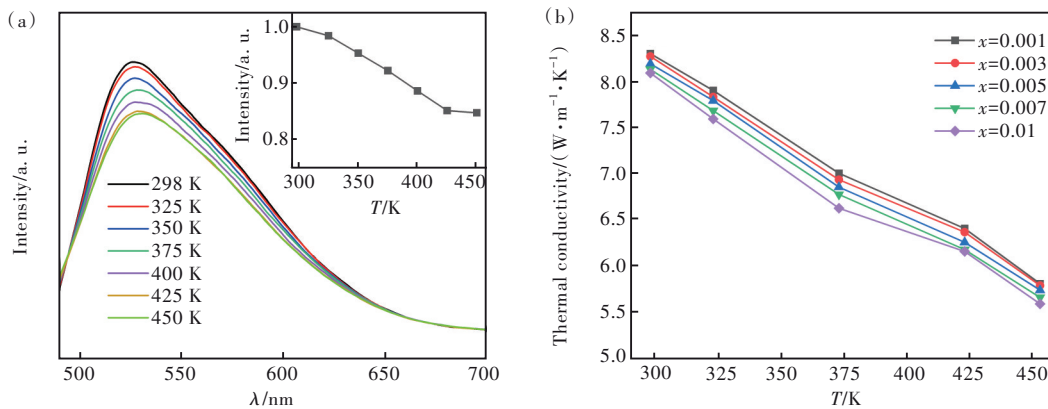 (a)
Intensity/a. u.
298 K
325 K
350 K
375 K
400 K
425 K
450 K
500
550
600
650
700
λ/nm
Intensity/a. u.
1.0
0.9
0.8
300
350
400
450
T/K
(b)
Thermal conductivity/(W·m⁻¹·K⁻¹)
8.5
8.0
7.5
7.0
6.5
6.0
5.5
5.0
x=0.001
x=0.003
x=0.005
x=0.007
x=0.01
300
325
350
375
400
425
450
T/K